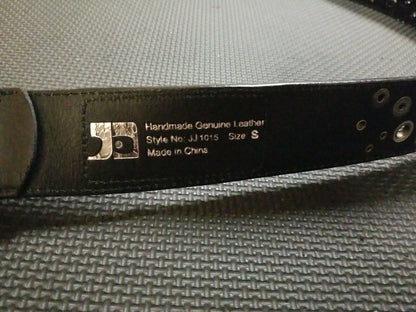 Handmade Genuine Leather
Style No: JJ1015 Size S
Made in China